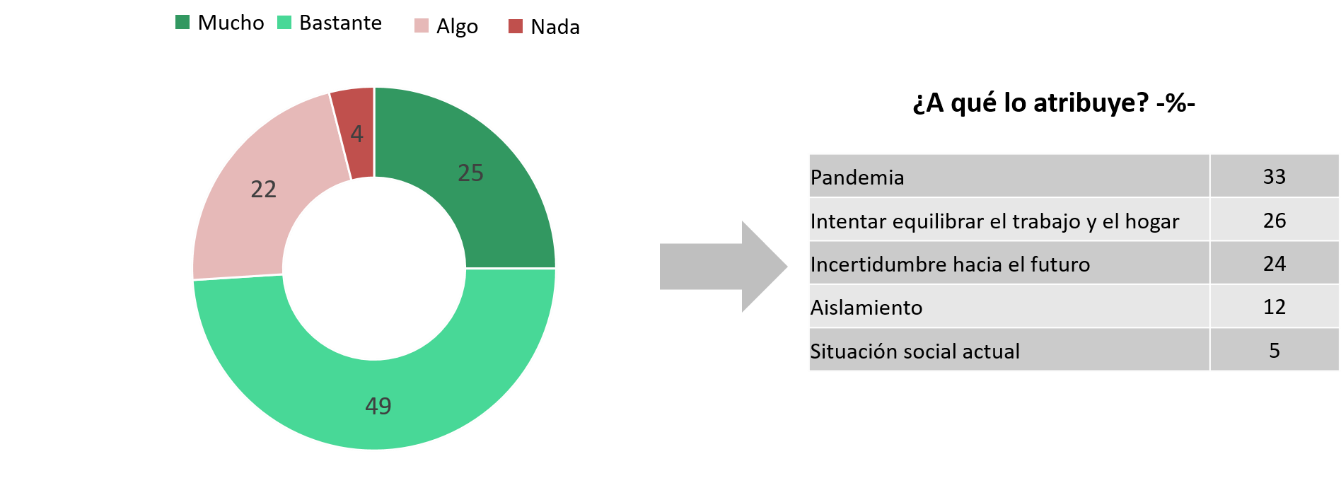 Mucho Bastante Algo Nada
4
25
22
49
¿A qué lo atribuye? -%-
Pandemia 33
Intentar equilibrar el trabajo y el hogar 26
Incertidumbre hacia el futuro 24
Aislamiento 12
Situación social actual 5